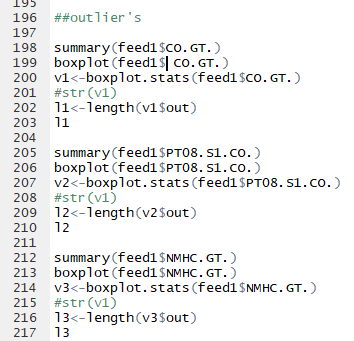 195
196 ##outlier's
197
198 summary(feed1$CO.GT.)
199 boxplot(feed1$ CO.GT.)
200 v1<-boxplot.stats(feed1$CO.GT.)
201 #str(v1)
202 l1<-length(v1$out)
203 l1
204
205 summary(feed1$PT08.S1.CO.)
206 boxplot(feed1$PT08.S1.CO.)
207 v2<-boxplot.stats(feed1$PT08.S1.CO.)
208 #str(v1)
209 l2<-length(v2$out)
210 l2
211
212 summary(feed1$NMHC.GT.)
213 boxplot(feed1$NMHC.GT.)
214 v3<-boxplot.stats(feed1$NMHC.GT.)
215 #str(v1)
216 l3<-length(v3$out)
217 l3